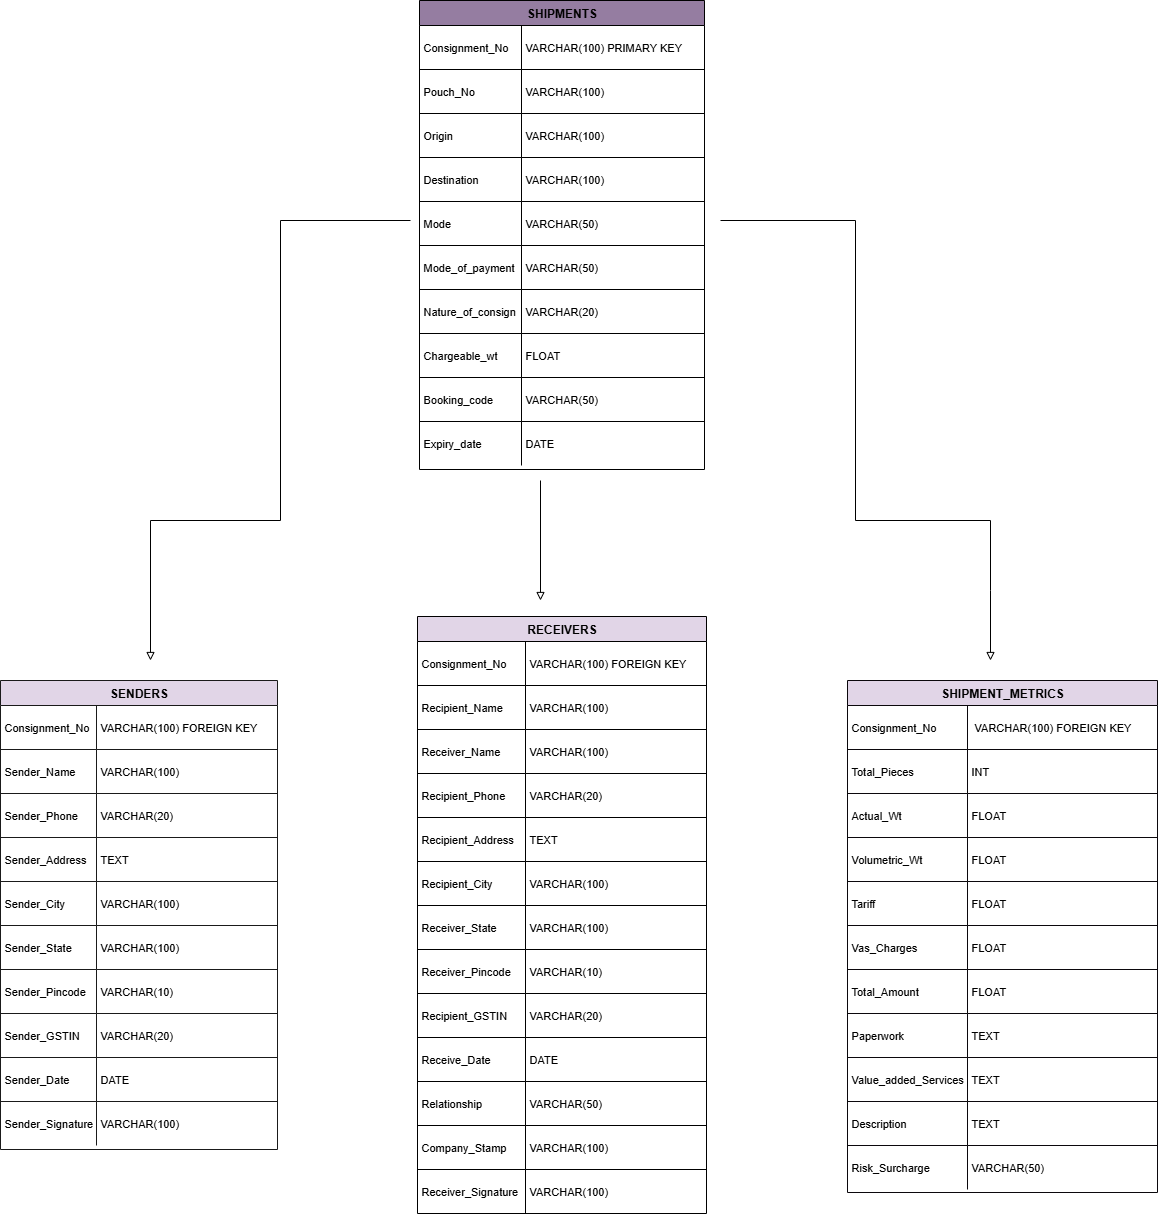 SHIPMENTS
Consignment_No VARCHAR(100) PRIMARY KEY
Pouch_No VARCHAR(100)
Origin VARCHAR(100)
Destination VARCHAR(100)
Mode VARCHAR(50)
Mode_of_payment VARCHAR(50)
Nature_of_consign VARCHAR(20)
Chargeable_wt FLOAT
Booking_code VARCHAR(50)
Expiry_date DATE
SENDERS
Consignment_No VARCHAR(100) FOREIGN KEY
Sender_Name VARCHAR(100)
Sender_Phone VARCHAR(20)
Sender_Address TEXT
Sender_City VARCHAR(100)
Sender_State VARCHAR(100)
Sender_Pincode VARCHAR(10)
Sender_GSTIN VARCHAR(20)
Sender_Date DATE
Sender_Signature VARCHAR(100)
RECEIVERS
Consignment_No VARCHAR(100) FOREIGN KEY
Recipient_Name VARCHAR(100)
Receiver_Name VARCHAR(100)
Recipient_Phone VARCHAR(20)
Recipient_Address TEXT
Recipient_City VARCHAR(100)
Receiver_State VARCHAR(100)
Receiver_Pincode VARCHAR(10)
Recipient_GSTIN VARCHAR(20)
Receive_Date DATE
Relationship VARCHAR(50)
Company_Stamp VARCHAR(100)
Receiver_Signature VARCHAR(100)
SHIPMENT_METRICS
Consignment_No VARCHAR(100) FOREIGN KEY
Total_Pieces INT
Actual_Wt FLOAT
Volumetric_Wt FLOAT
Tariff FLOAT
Vas_Charges FLOAT
Total_Amount FLOAT
Paperwork TEXT
Value_added_Services TEXT
Description TEXT
Risk_Surcharge VARCHAR(50)